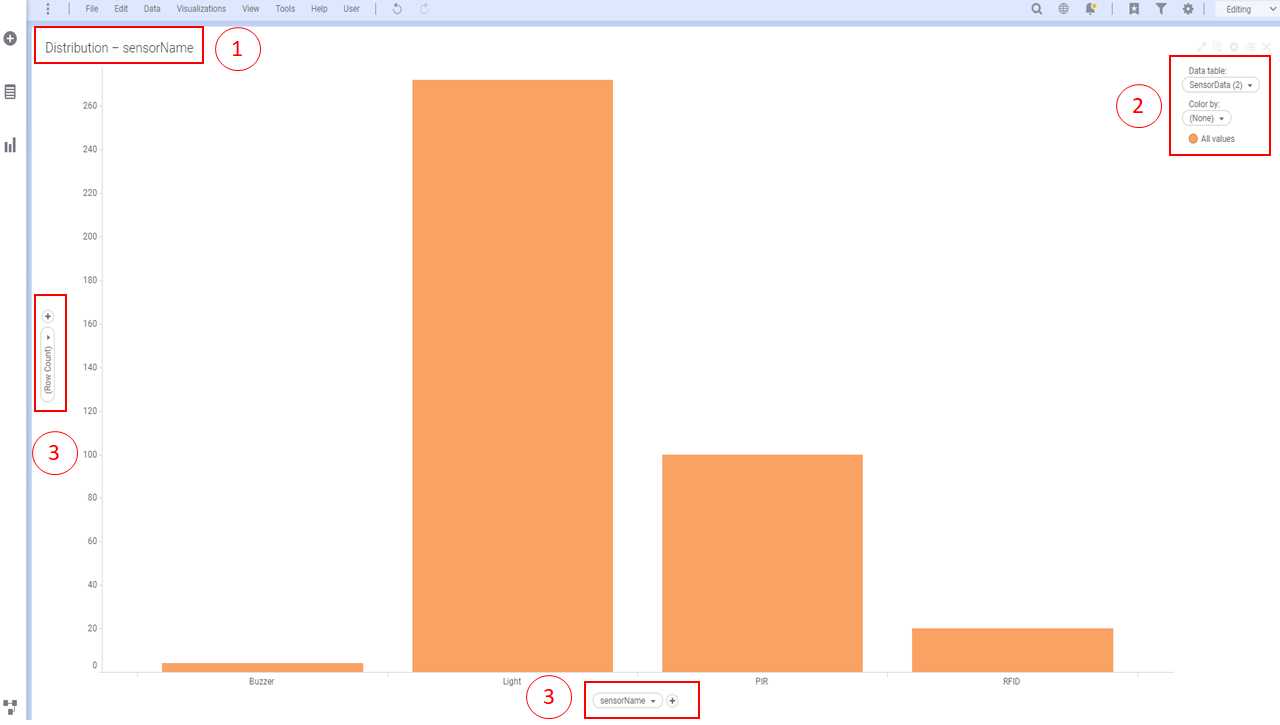 File Edit Data Visualizations View Tools Help User Editing
Distribution – sensorName
1
Data table:
SensorData (2)
Color by:
(None)
All values
2
260
240
220
200
180
160
140
120
100
80
60
40
20
0
(Row Count)
3
Buzzer Light PIR RFID
3
sensorName